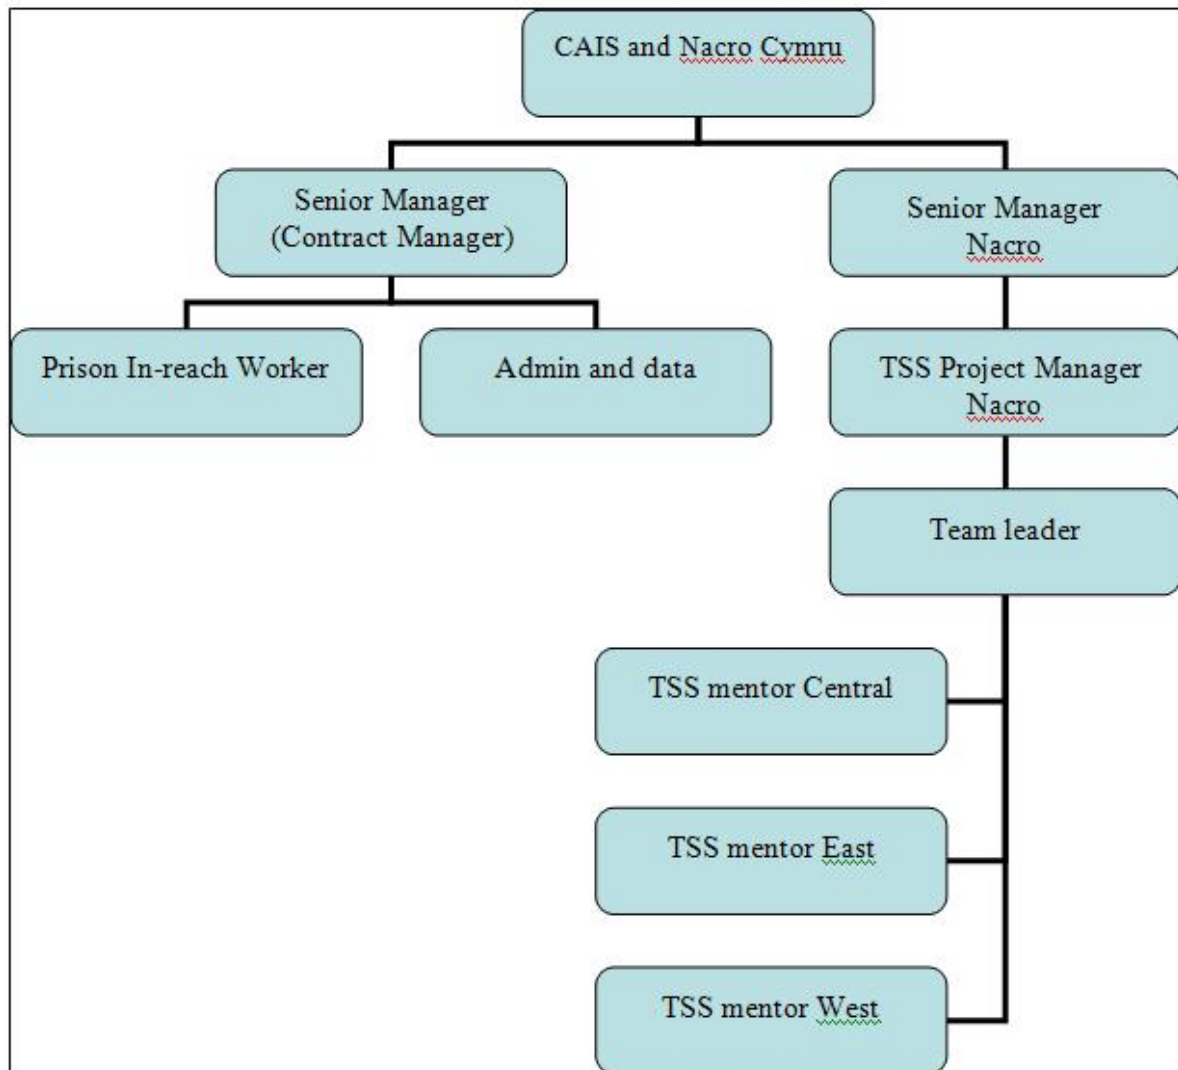 CAIS and Nacro Cymru
Senior Manager
(Contract Manager)
Senior Manager
Nacro
Prison In-reach Worker
Admin and data
TSS Project Manager
Nacro
Team leader
TSS mentor Central
TSS mentor East
TSS mentor West